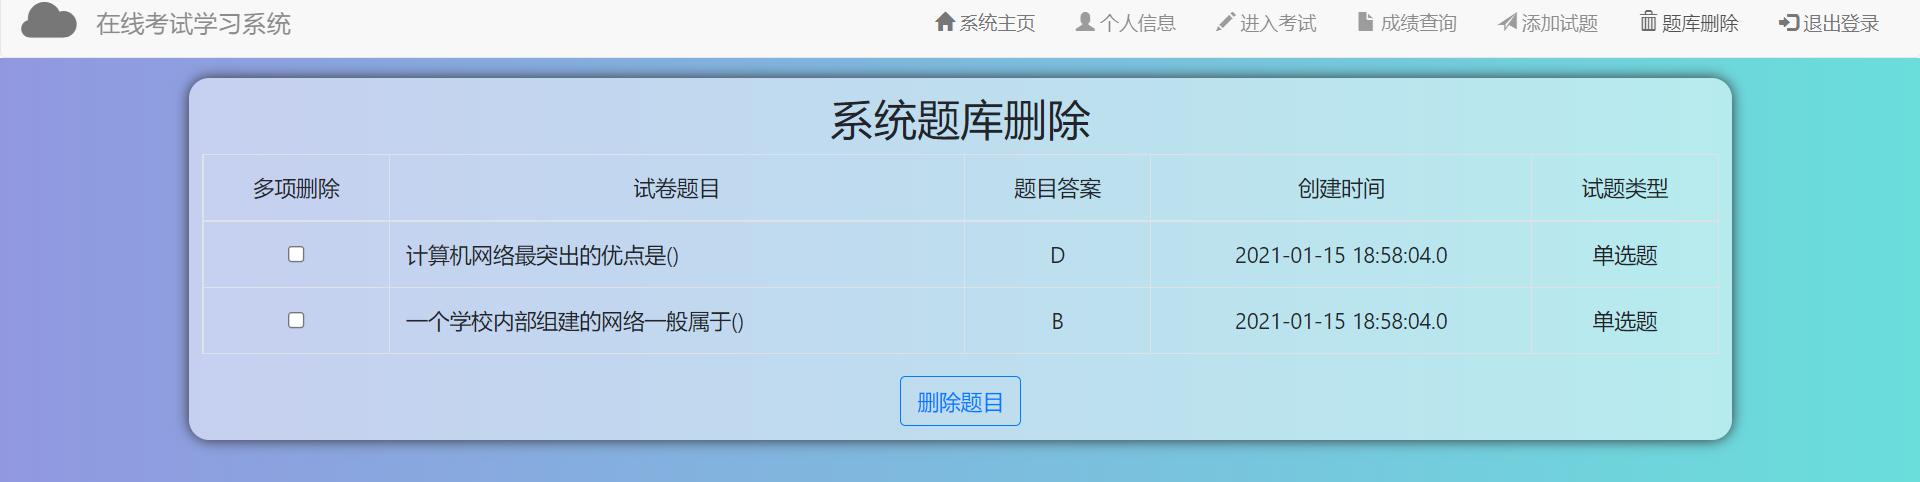 在线考试学习系统 系统主页 个人信息 进入考试 成绩查询 添加试题 题库删除 退出登录
系统题库删除
多项删除 试卷题目 题目答案 创建时间 试题类型
计算机网络最突出的优点是() D 2021-01-15 18:58:04.0 单选题
一个学校内部组建的网络一般属于() B 2021-01-15 18:58:04.0 单选题
删除题目